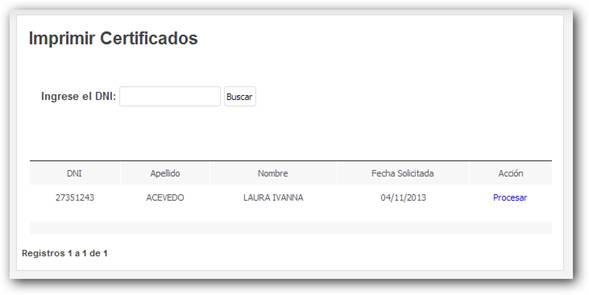 Imprimir Certificados
Ingrese el DNI: Buscar
DNI Apellido Nombre Fecha Solicitada Acción
27351243 ACEVEDO LAURA IVANNA 04/11/2013 Procesar
Registros 1 a 1 de 1